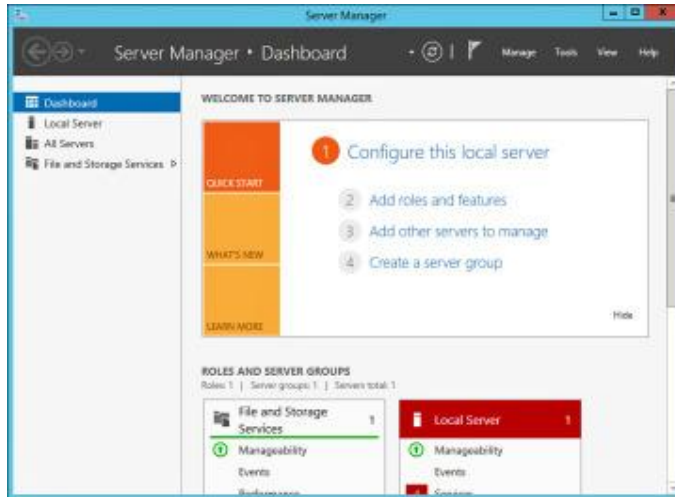 Server Manager
Server Manager • Dashboard
Manage Tools View Help
Dashboard
Local Server
All Servers
File and Storage Services
WELCOME TO SERVER MANAGER
QUICK START
WHAT'S NEW
LEARN MORE
1 Configure this local server
2 Add roles and features
3 Add other servers to manage
4 Create a server group
Hide
ROLES AND SERVER GROUPS
Roles: 1 | Server groups: 1 | Servers total: 1
File and Storage
Services
1
Manageability
Events
Performance
Local Server 1
Manageability
Events
Services